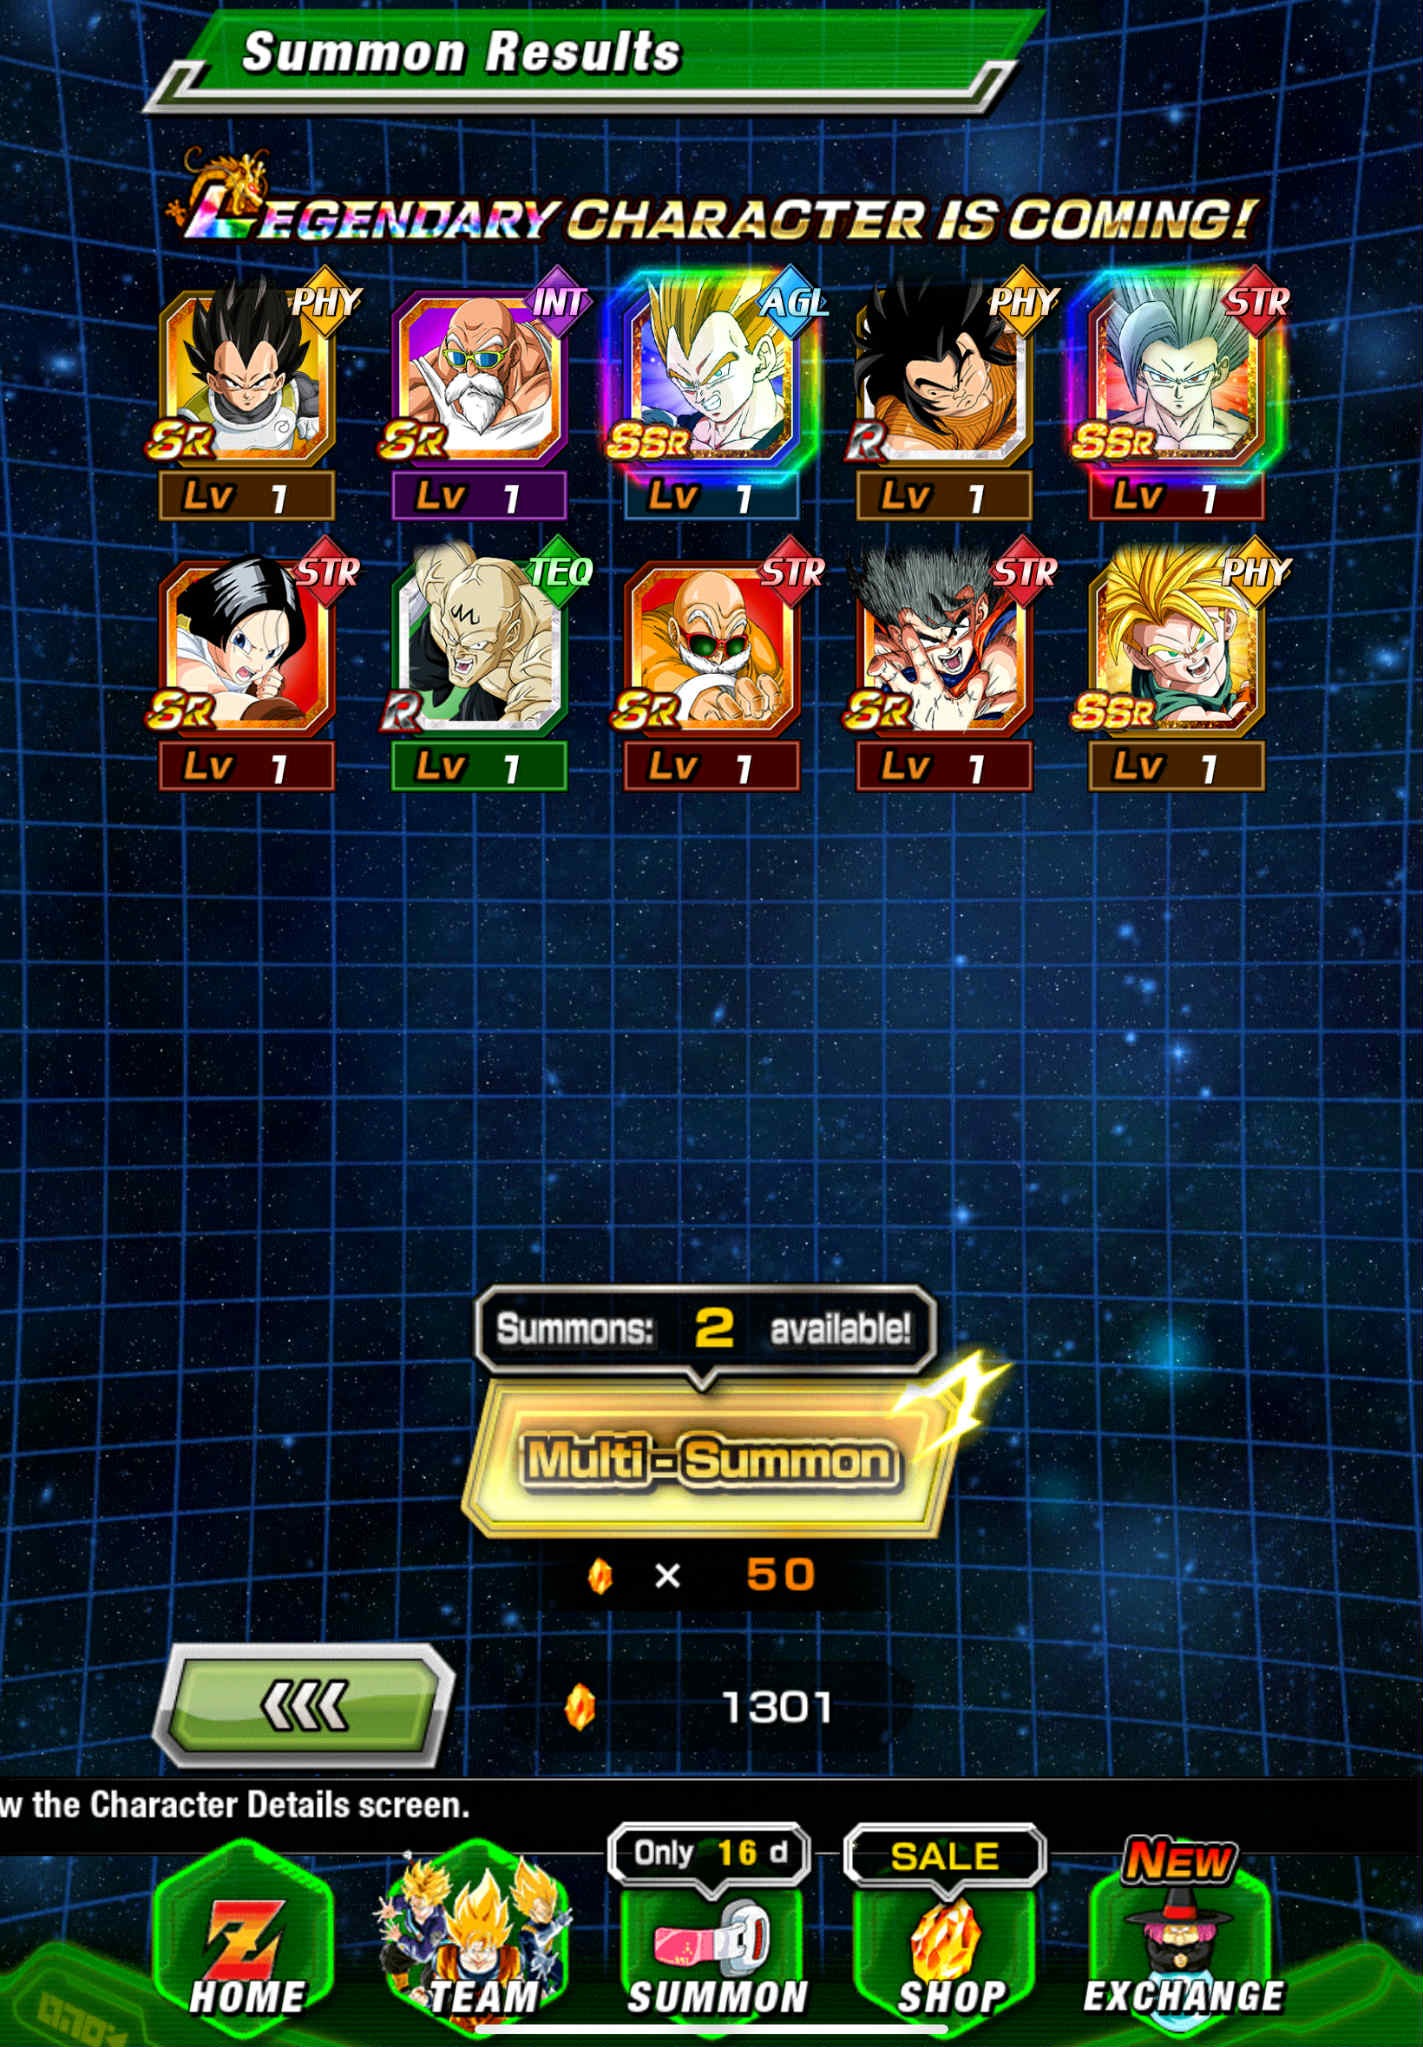 Summon Results
LEGENDARY CHARACTER IS COMING!
PHY INT AGL PHY STR
SR SR SSR R SSR
Lv 1 Lv 1 Lv 1 Lv 1 Lv 1
STR TEQ STR STR PHY
SR R SR SR SSR
Lv 1 Lv 1 Lv 1 Lv 1 Lv 1
Summons: 2 available!
Multi-Summon
× 50
<<<
1301
w the Character Details screen.
Only 16 d
SALE
NEW
Z
HOME TEAM SUMMON SHOP EXCHANGE